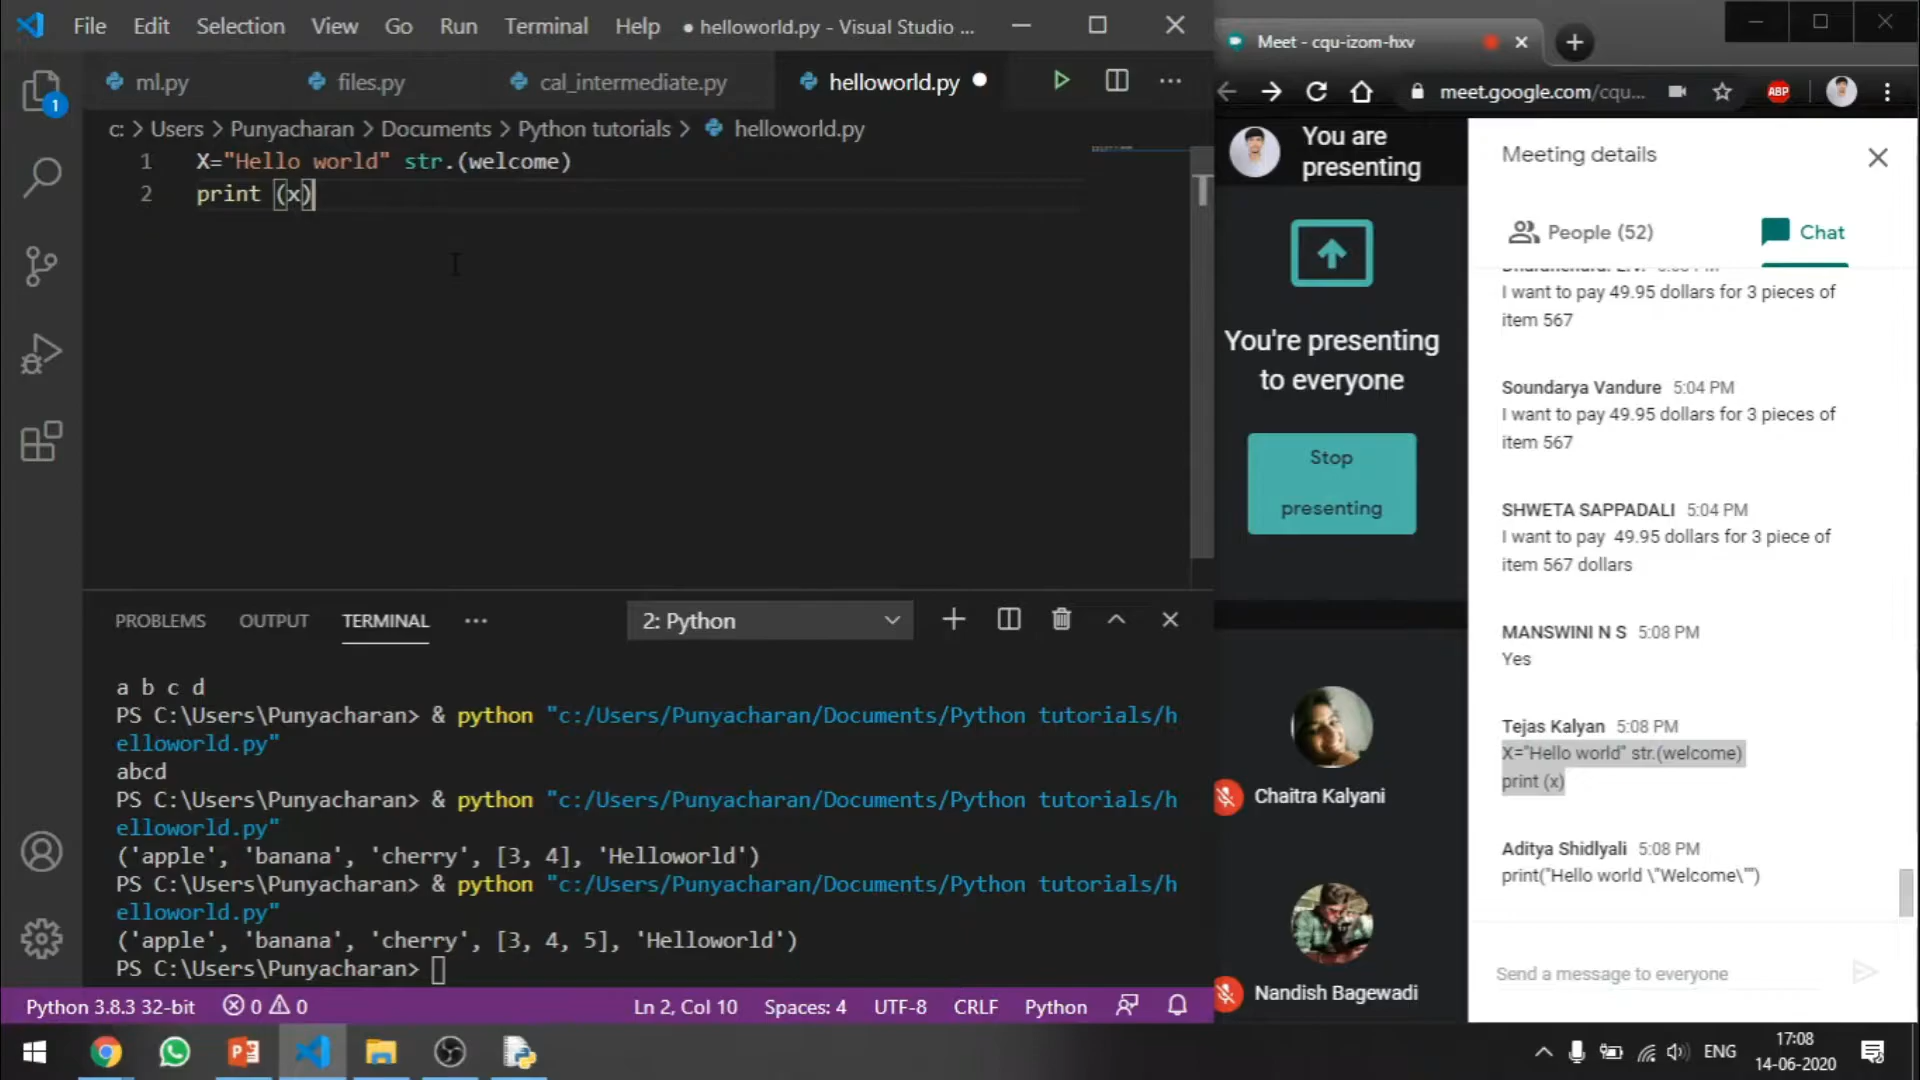 File Edit Selection View Go Run Terminal Help ● helloworld.py - Visual Studio ...
ml.py files.py cal_intermediate.py helloworld.py
c: > Users > Punyacharan > Documents > Python tutorials > helloworld.py
1 X="Hello world" str.(welcome)
2 print (x)
1
PROBLEMS OUTPUT TERMINAL ... 2: Python
a b c d
PS C:\Users\Punyacharan> & python "c:/Users/Punyacharan/Documents/Python tutorials/h
elloworld.py"
abcd
PS C:\Users\Punyacharan> & python "c:/Users/Punyacharan/Documents/Python tutorials/h
elloworld.py"
('apple', 'banana', 'cherry', [3, 4], 'Helloworld')
PS C:\Users\Punyacharan> & python "c:/Users/Punyacharan/Documents/Python tutorials/h
elloworld.py"
('apple', 'banana', 'cherry', [3, 4, 5], 'Helloworld')
PS C:\Users\Punyacharan>
Python 3.8.3 32-bit 0 0 Ln 2, Col 10 Spaces: 4 UTF-8 CRLF Python
Meet - cqu-izom-hxv
meet.google.com/cqu... ABP
You are
presenting
You're presenting
to everyone
Stop
presenting
Chaitra Kalyani
Nandish Bagewadi
Meeting details
People (52) Chat
I want to pay 49.95 dollars for 3 pieces of
item 567
Soundarya Vandure 5:04 PM
I want to pay 49.95 dollars for 3 pieces of
item 567
SHWETA SAPPADALI 5:04 PM
I want to pay 49.95 dollars for 3 piece of
item 567 dollars
MANSWINI N S 5:08 PM
Yes
Tejas Kalyan 5:08 PM
X="Hello world" str.(welcome)
print (x)
Aditya Shidlyali 5:08 PM
print("Hello world \"Welcome\"")
Send a message to everyone
ENG 17:08
14-06-2020